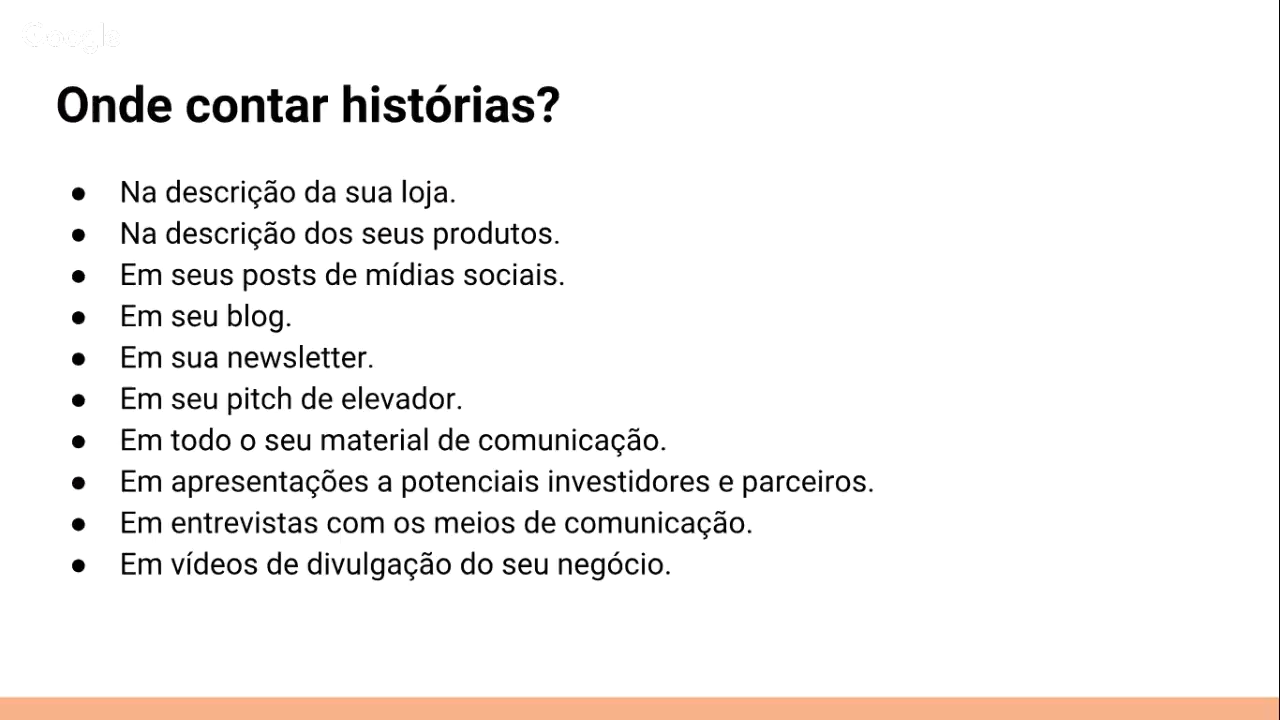 Google
Onde contar histórias?
● Na descrição da sua loja.
● Na descrição dos seus produtos.
● Em seus posts de mídias sociais.
● Em seu blog.
● Em sua newsletter.
● Em seu pitch de elevador.
● Em todo o seu material de comunicação.
● Em apresentações a potenciais investidores e parceiros.
● Em entrevistas com os meios de comunicação.
● Em vídeos de divulgação do seu negócio.